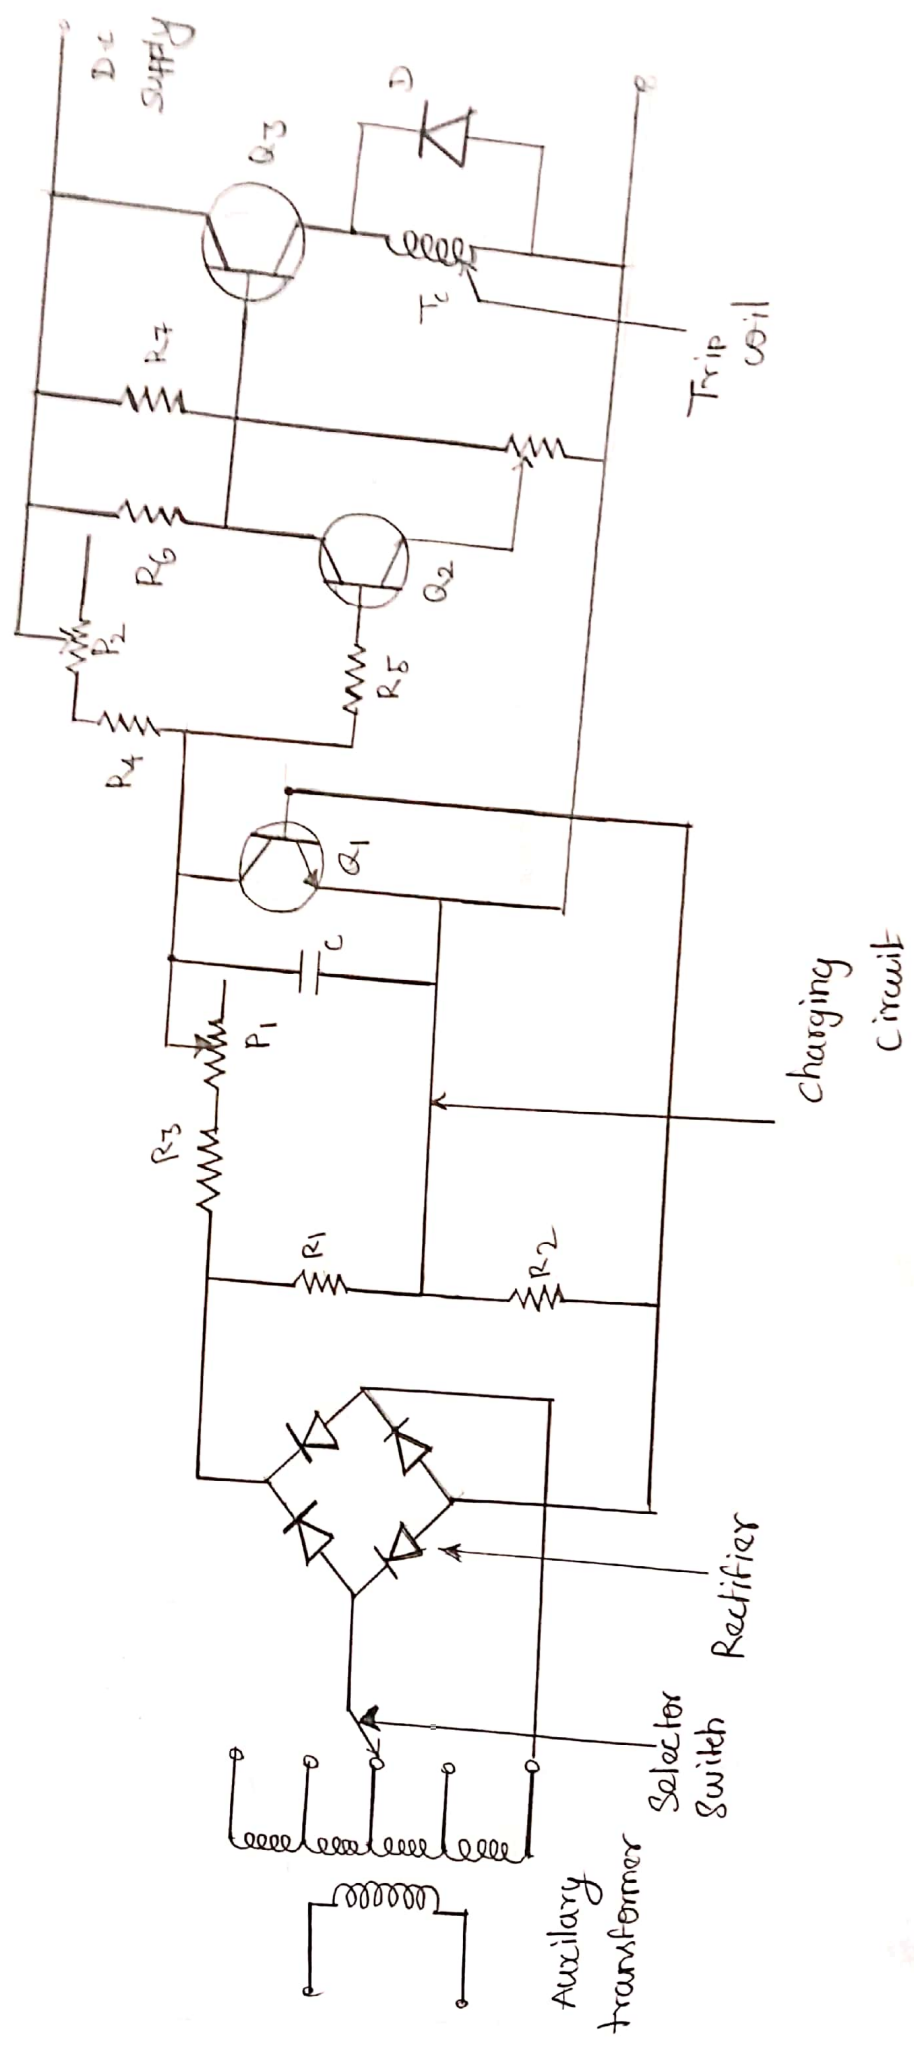 Auxilary
transformer
Selector
Switch
Rectifier
R1
R2
R3
P1
C
Charging
Circuit
Q1
R4
P2
R5
R6
Q2
R7
Q3
Tc
Trip
coil
D
DC
supply